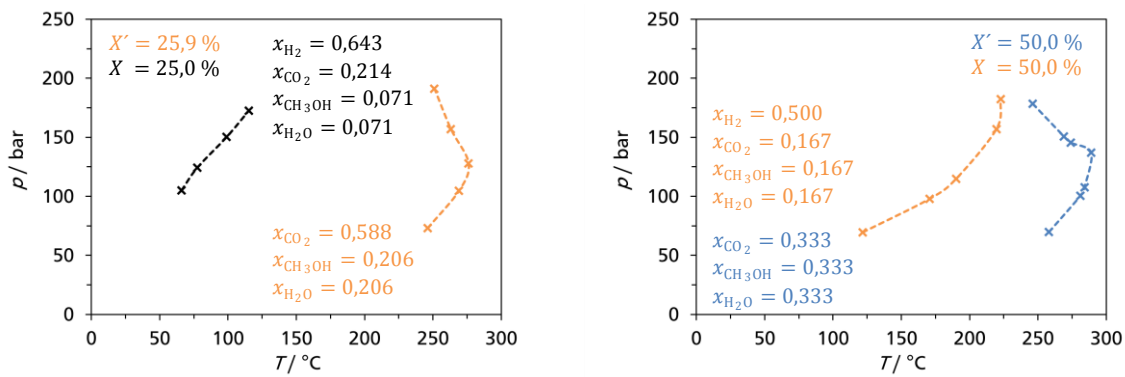 250
200
150
100
50
0
p / bar
X´ = 25,9 %
X = 25,0 %
x_H₂ = 0,643
x_CO₂ = 0,214
x_CH₃OH = 0,071
x_H₂O = 0,071
x_CO₂ = 0,588
x_CH₃OH = 0,206
x_H₂O = 0,206
0 50 100 150 200 250 300
T / °C
250
200
150
100
50
0
p / bar
X´ = 50,0 %
X = 50,0 %
x_H₂ = 0,500
x_CO₂ = 0,167
x_CH₃OH = 0,167
x_H₂O = 0,167
x_CO₂ = 0,333
x_CH₃OH = 0,333
x_H₂O = 0,333
0 50 100 150 200 250 300
T / °C